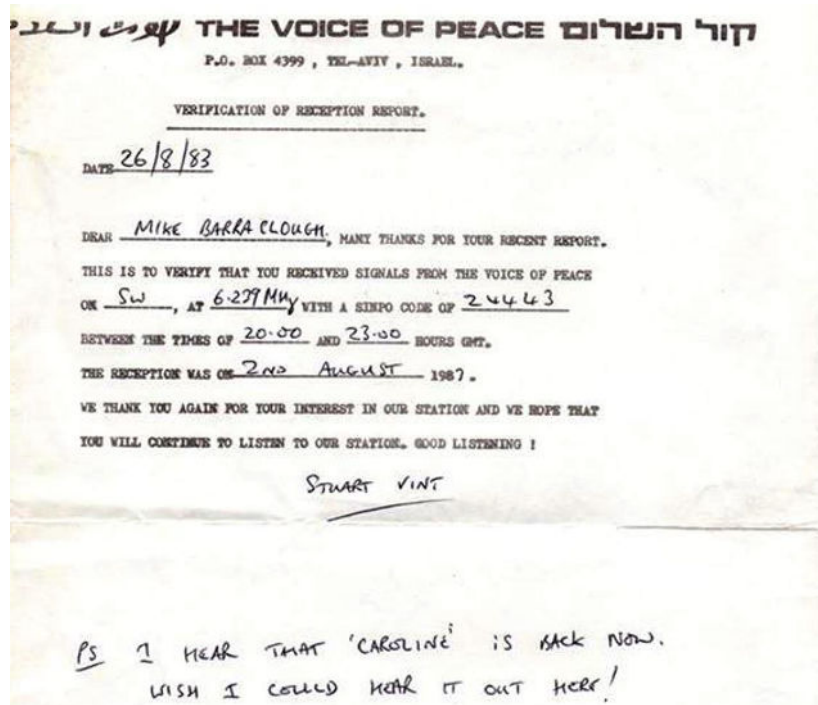 صوت THE VOICE OF PEACE קול השלום
P.O. BOX 4399 , TEL-AVIV , ISRAEL.
VERIFICATION OF RECEPTION REPORT.
DATE 26/8/83
DEAR MIKE BARRACLOUGH, MANY THANKS FOR YOUR RECENT REPORT.
THIS IS TO VERIFY THAT YOU RECEIVED SIGNALS FROM THE VOICE OF PEACE
ON SW, AT 6.239 MHz WITH A SINPO CODE OF 24443
BETWEEN THE TIMES OF 20.00 AND 23.00 HOURS GMT.
THE RECEPTION WAS ON 2ND AUGUST 1987.
WE THANK YOU AGAIN FOR YOUR INTEREST IN OUR STATION AND WE HOPE THAT
YOU WILL CONTINUE TO LISTEN TO OUR STATION. GOOD LISTENING !
STUART VINT
PS I HEAR THAT 'CAROLINE' IS BACK NOW.
WISH I COULD HEAR IT OUT HERE!